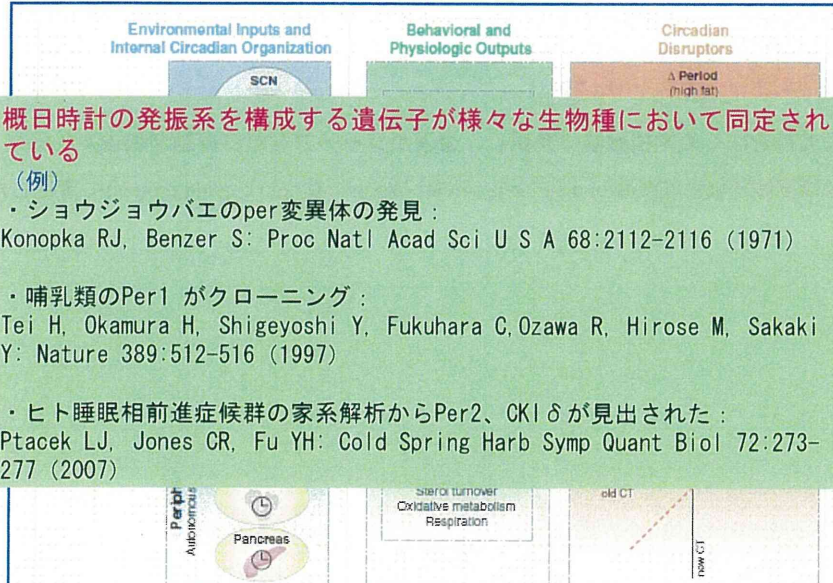 Environmental Inputs and
Internal Circadian Organization
Behavioral and
Physiologic Outputs
Circadian
Disruptors
SCN
Δ Period
(high fat)
概日時計の発振系を構成する遺伝子が様々な生物種において同定され
ている
（例）
・ショウジョウバエのper変異体の発見：
Konopka RJ, Benzer S: Proc Natl Acad Sci U S A 68:2112-2116 (1971)
・哺乳類のPer1 がクローニング：
Tei H, Okamura H, Shigeyoshi Y, Fukuhara C,Ozawa R, Hirose M, Sakaki
Y: Nature 389:512-516 (1997)
・ヒト睡眠相前進症候群の家系解析からPer2、CKIδが見出された：
Ptacek LJ, Jones CR, Fu YH: Cold Spring Harb Symp Quant Biol 72:273-
277 (2007)
Periph
Autonomous
Pancreas
Sterol turnover
Oxidative metabolism
Respiration
old CT
new CT